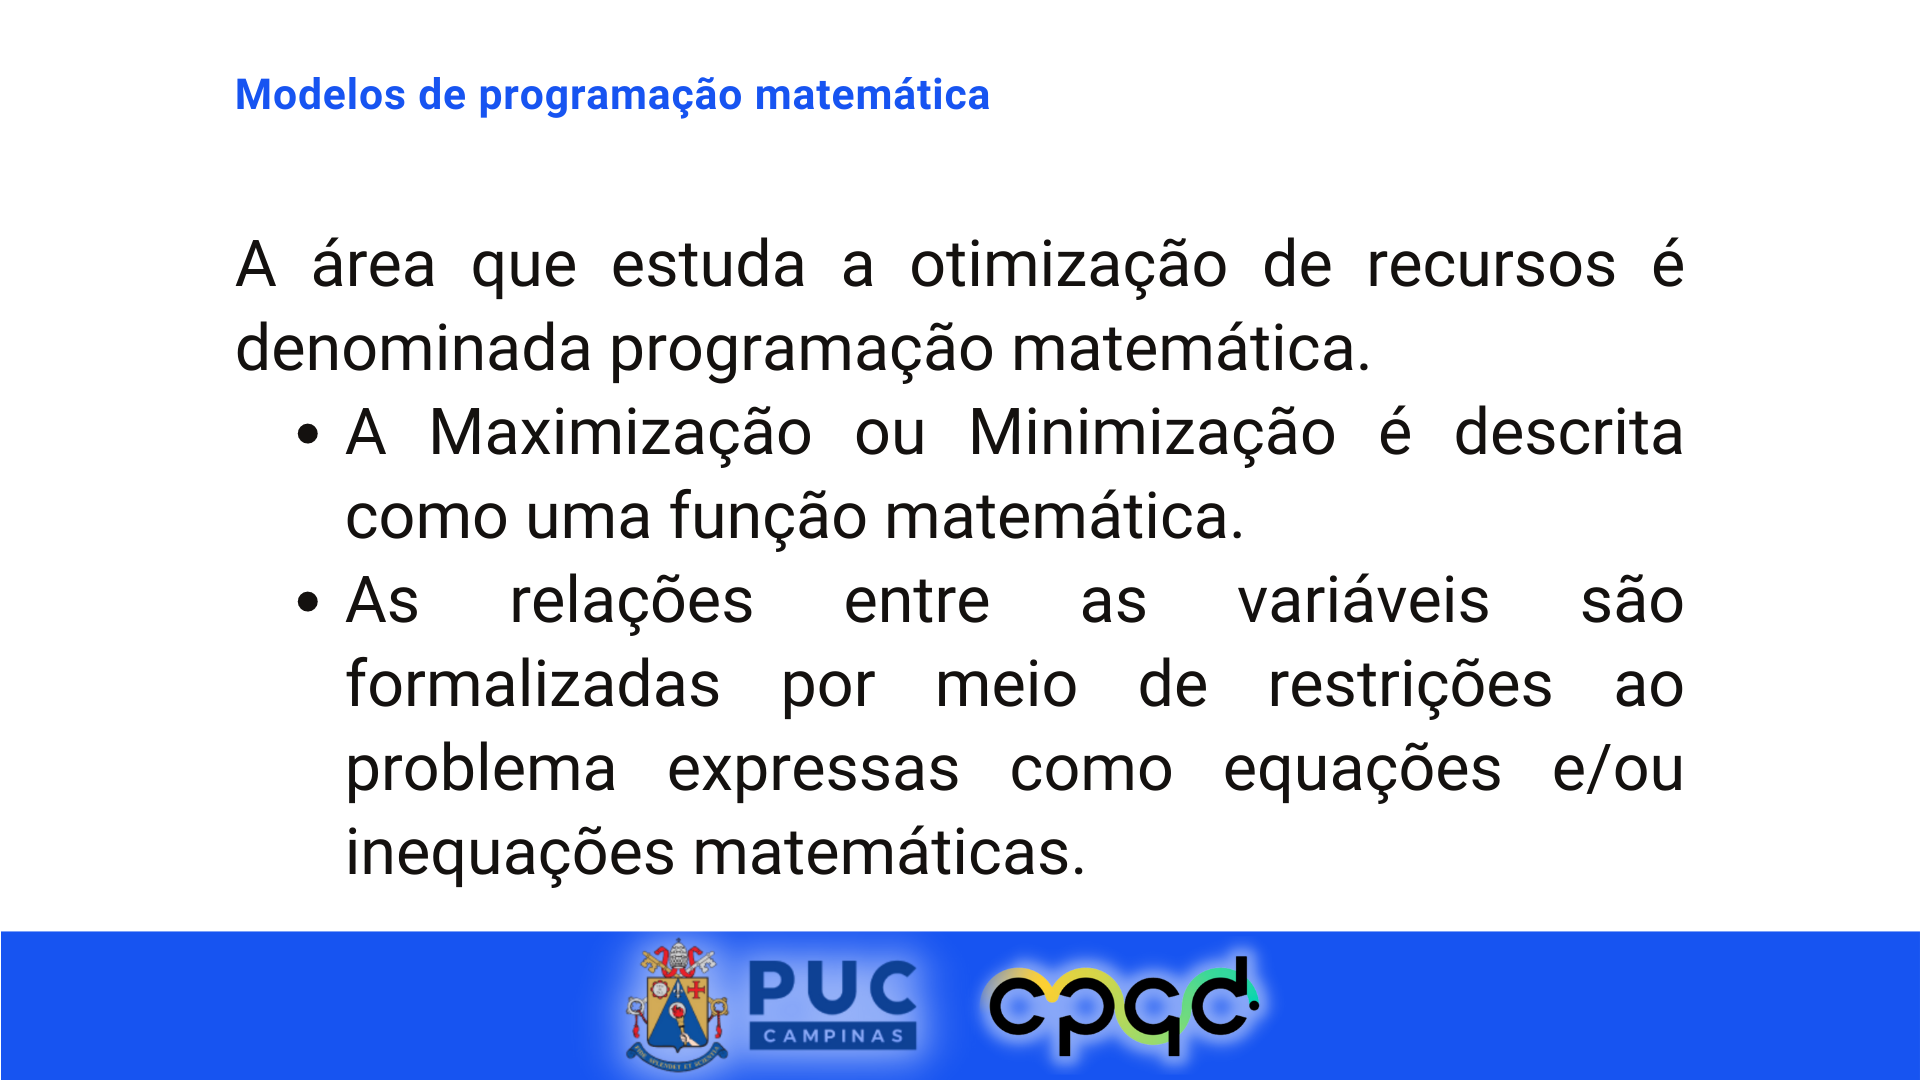 Modelos de programação matemática
A área que estuda a otimização de recursos é
denominada programação matemática.
• A Maximização ou Minimização é descrita
como uma função matemática.
• As relações entre as variáveis são
formalizadas por meio de restrições ao
problema expressas como equações e/ou
inequações matemáticas.
PUC
CAMPINAS
cpqd